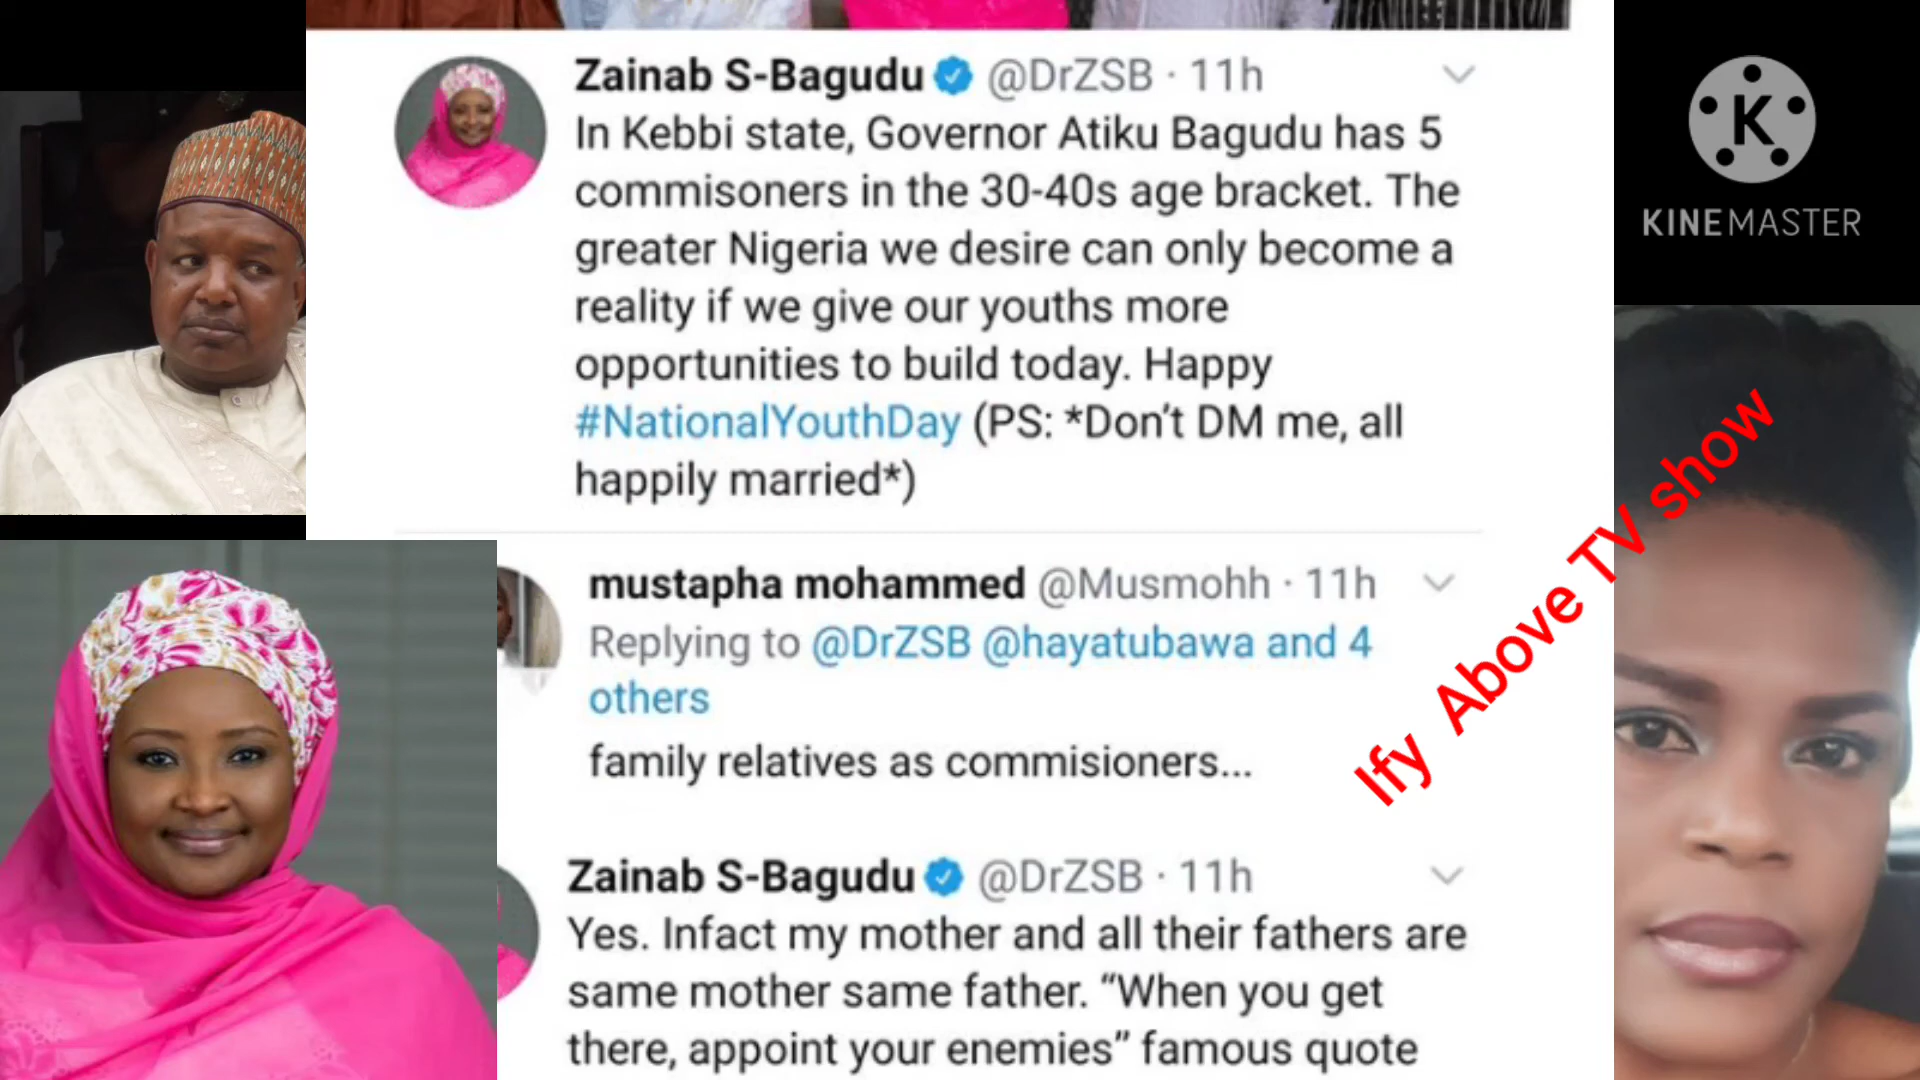 Zainab S-Bagudu @DrZSB · 11h
In Kebbi state, Governor Atiku Bagudu has 5
commisoners in the 30-40s age bracket. The
greater Nigeria we desire can only become a
reality if we give our youths more
opportunities to build today. Happy
#NationalYouthDay (PS: *Don't DM me, all
happily married*)
mustapha mohammed @Musmohh · 11h
Replying to @DrZSB @hayatubawa and 4
others
family relatives as commisioners...
Zainab S-Bagudu @DrZSB · 11h
Yes. Infact my mother and all their fathers are
same mother same father. “When you get
there, appoint your enemies” famous quote
Ify Above TV show
K
KINEMASTER